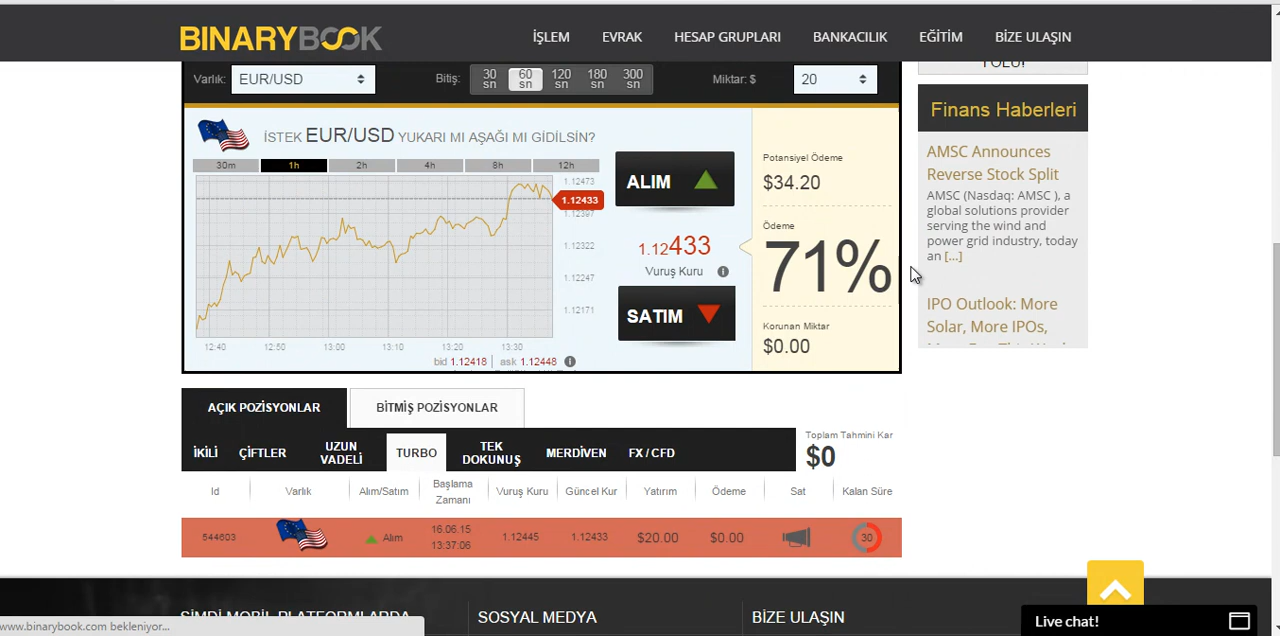 BINARYBOOK
İŞLEM EVRAK HESAP GRUPLARI BANKACILIK EĞİTİM BİZE ULAŞIN
Varlık: EUR/USD Bitiş: 30 sn 60 sn 120 sn 180 sn 300 sn Miktar: $ 20
YOLU!
İSTEK EUR/USD YUKARI MI AŞAĞI MI GİDİLSİN?
30m 1h 2h 4h 8h 12h
1.12473
1.12433
1.12397
1.12322
1.12247
1.12171
12:40 12:50 13:00 13:10 13:20 13:30
bid 1.12418 ask 1.12448
ALIM
1.12433
Vuruş Kuru
SATIM
Potansiyel Ödeme
$34.20
Ödeme
71%
Korunan Miktar
$0.00
Finans Haberleri
AMSC Announces
Reverse Stock Split
AMSC (Nasdaq: AMSC ), a
global solutions provider
serving the wind and
power grid industry, today
an [...]
IPO Outlook: More
Solar, More IPOs,
AÇIK POZİSYONLAR BİTMİŞ POZİSYONLAR
İKİLİ ÇİFTLER UZUN VADELİ TURBO TEK DOKUNUŞ MERDİVEN FX / CFD
Toplam Tahmini Kar
$0
Id Varlık Alım/Satım Başlama Zamanı Vuruş Kuru Güncel Kur Yatırım Ödeme Sat Kalan Süre
544603 Alım 16.06.15 13:37:06 1.12445 1.12433 $20.00 $0.00 30
ŞİMDİ MOBİL PLATFORMLARDA SOSYAL MEDYA BİZE ULAŞIN
www.binarybook.com bekleniyor...
Live chat!